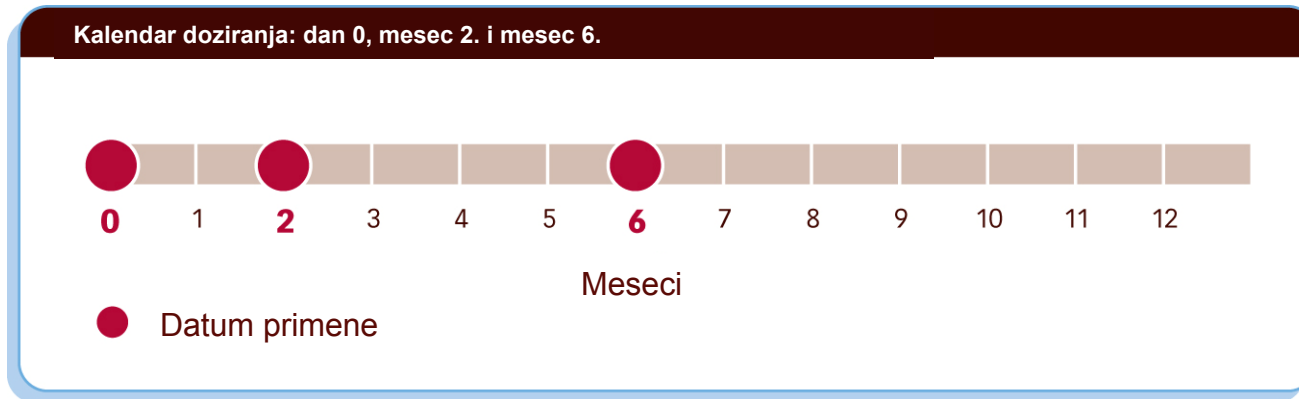 Kalendar doziranja: dan 0, mesec 2. i mesec 6.
0 1 2 3 4 5 6 7 8 9 10 11 12
Meseci
Datum primene